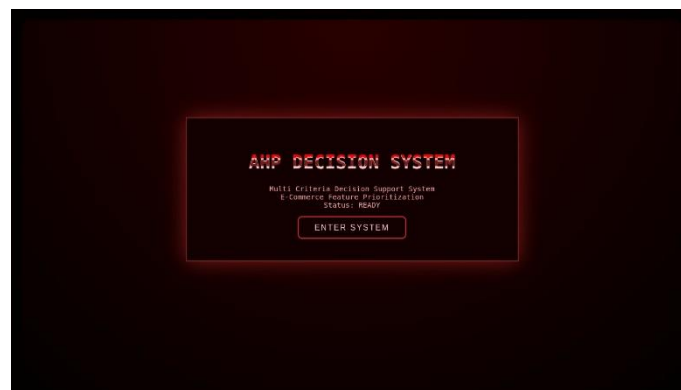 AHP DECISION SYSTEM
Multi Criteria Decision Support System
E-Commerce Feature Prioritization
Status: READY
ENTER SYSTEM